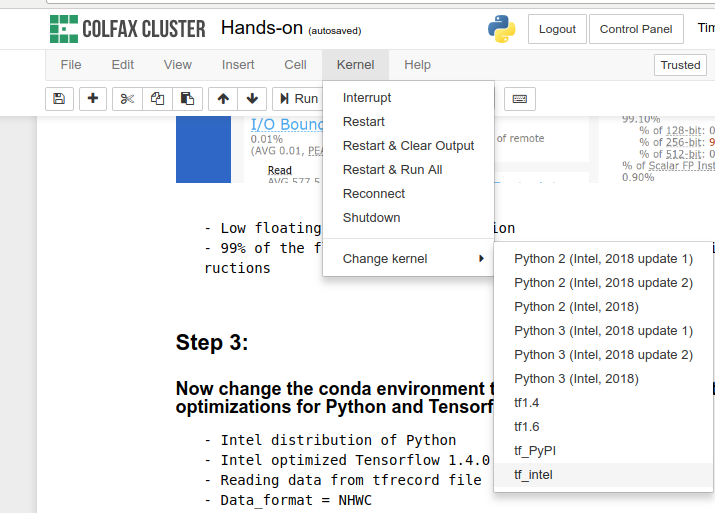 COLFAX CLUSTER Hands-on (autosaved) Logout Control Panel
File Edit View Insert Cell Kernel Help Trusted
Run
Interrupt
Restart
Restart & Clear Output
Restart & Run All
Reconnect
Shutdown
Change kernel
Python 2 (Intel, 2018 update 1)
Python 2 (Intel, 2018 update 2)
Python 2 (Intel, 2018)
Python 3 (Intel, 2018 update 1)
Python 3 (Intel, 2018 update 2)
Python 3 (Intel, 2018)
tf1.4
tf1.6
tf_PyPI
tf_intel
I/O Bound
0.01%
(AVG 0.01, PEA
Read
AVG 577.5
of remote
99.10%
% of 128-bit: 0
% of 256-bit: 9
% of 512-bit: 0
% of Scalar FP Inst
0.90%
- Low floating ion
- 99% of the f
ructions
Step 3:
Now change the conda environment t
optimizations for Python and Tensorf
- Intel distribution of Python
- Intel optimized Tensorflow 1.4.0
- Reading data from tfrecord file
- Data_format = NHWC